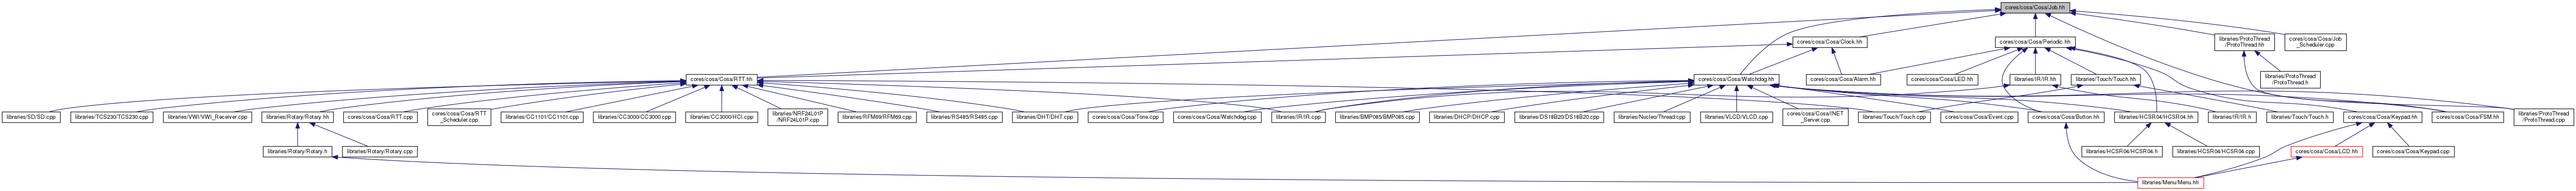 cores/cosa/Cosa/Job.hh
cores/cosa/Cosa/Clock.hh
cores/cosa/Cosa/Periodic.hh
libraries/ProtoThread
/ProtoThread.hh
cores/cosa/Cosa/Job
_Scheduler.cpp
cores/cosa/Cosa/RTT.hh
cores/cosa/Cosa/Watchdog.hh
cores/cosa/Cosa/Alarm.hh
cores/cosa/Cosa/LED.hh
libraries/IR/IR.hh
libraries/Touch/Touch.hh
libraries/ProtoThread
/ProtoThread.h
libraries/SD/SD.cpp
libraries/TCS230/TCS230.cpp
libraries/VWI/VWI_Receiver.cpp
libraries/Rotary/Rotary.hh
cores/cosa/Cosa/RTT.cpp
cores/cosa/Cosa/RTT
_Scheduler.cpp
libraries/CC1101/CC1101.cpp
libraries/CC3000/CC3000.cpp
libraries/CC3000/HCI.cpp
libraries/NRF24L01P
/NRF24L01P.cpp
libraries/RFM69/RFM69.cpp
libraries/RS485/RS485.cpp
libraries/DHT/DHT.cpp
cores/cosa/Cosa/Tone.cpp
cores/cosa/Cosa/Watchdog.cpp
libraries/IR/IR.cpp
libraries/BMP085/BMP085.cpp
libraries/DHCP/DHCP.cpp
libraries/DS18B20/DS18B20.cpp
libraries/Nucleo/Thread.cpp
libraries/VLCD/VLCD.cpp
cores/cosa/Cosa/INET
_Server.cpp
libraries/Touch/Touch.cpp
cores/cosa/Cosa/Event.cpp
cores/cosa/Cosa/Button.hh
libraries/HCSR04/HCSR04.hh
libraries/IR/IR.h
libraries/Touch/Touch.h
cores/cosa/Cosa/Keypad.hh
cores/cosa/Cosa/FSM.hh
libraries/ProtoThread
/ProtoThread.cpp
libraries/Rotary/Rotary.h
libraries/Rotary/Rotary.cpp
libraries/HCSR04/HCSR04.h
libraries/HCSR04/HCSR04.cpp
cores/cosa/Cosa/LCD.hh
cores/cosa/Cosa/Keypad.cpp
libraries/Menu/Menu.hh